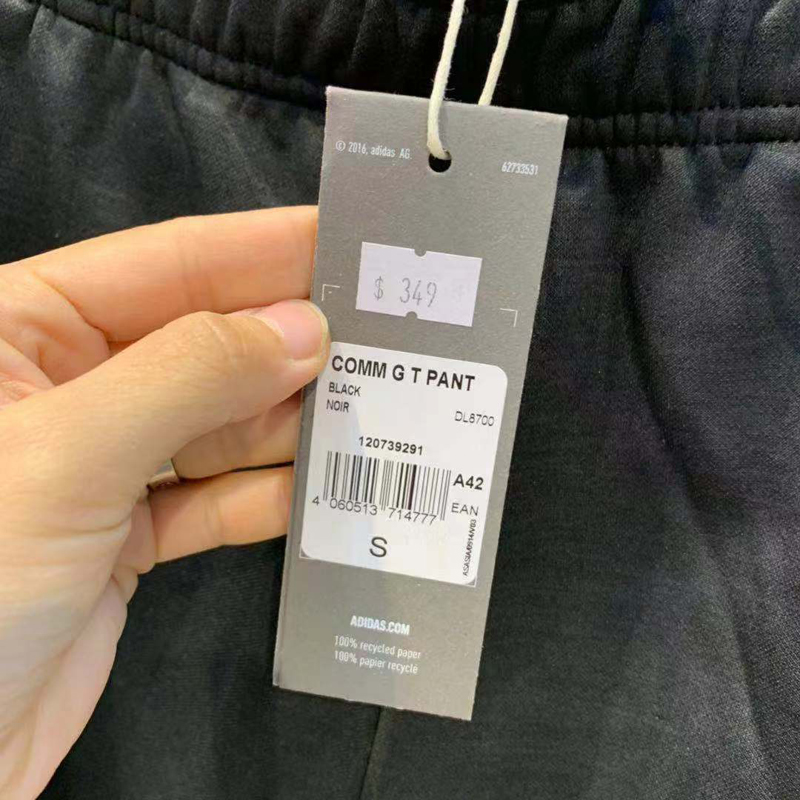 © 2016, adidas AG.
62733531
$ 349
COMM G T PANT
BLACK
NOIR
DL8700
120739291
A42
4 060513 714777 EAN
S
ADIDAS.COM
100% recycled paper
100% papier recycle